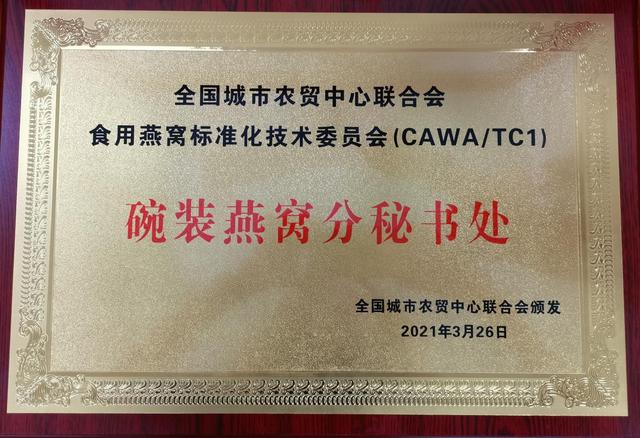 全国城市农贸中心联合会
食用燕窝标准化技术委员会(CAWA/TC1)
碗装燕窝分秘书处
全国城市农贸中心联合会颁发
2021年3月26日